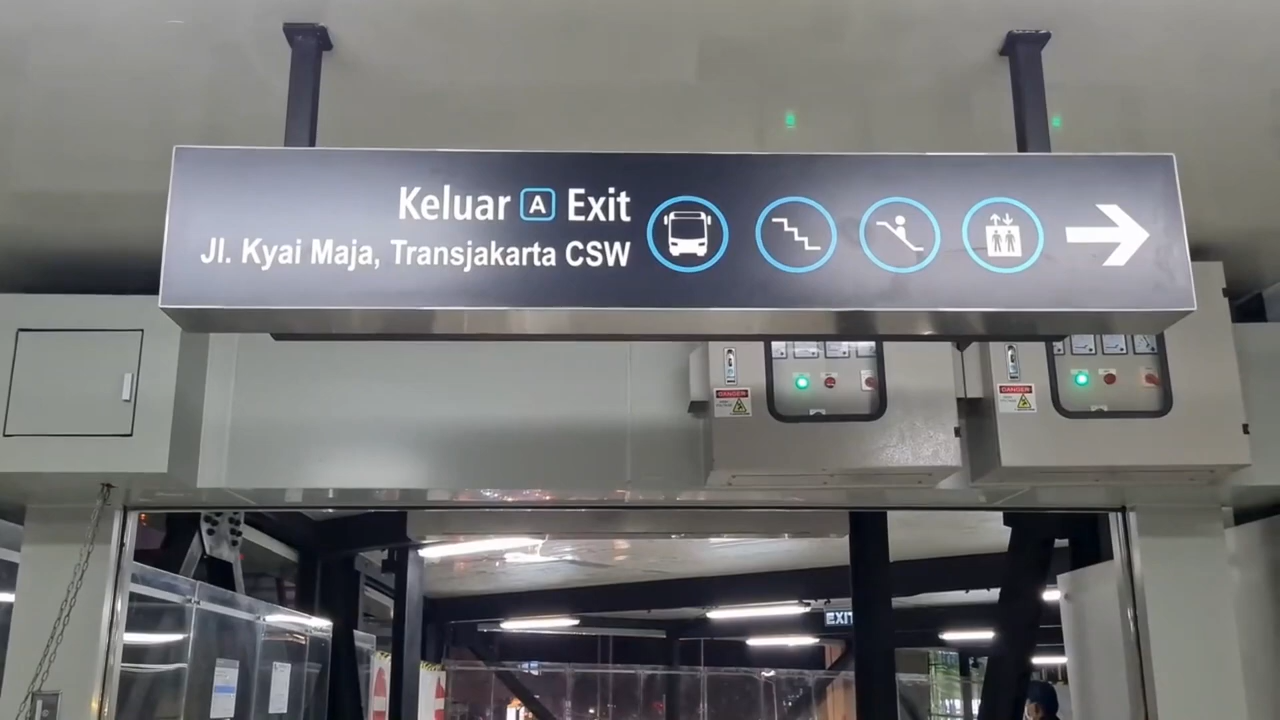 Keluar A Exit
Jl. Kyai Maja, Transjakarta CSW
DANGER
DANGER
EXIT